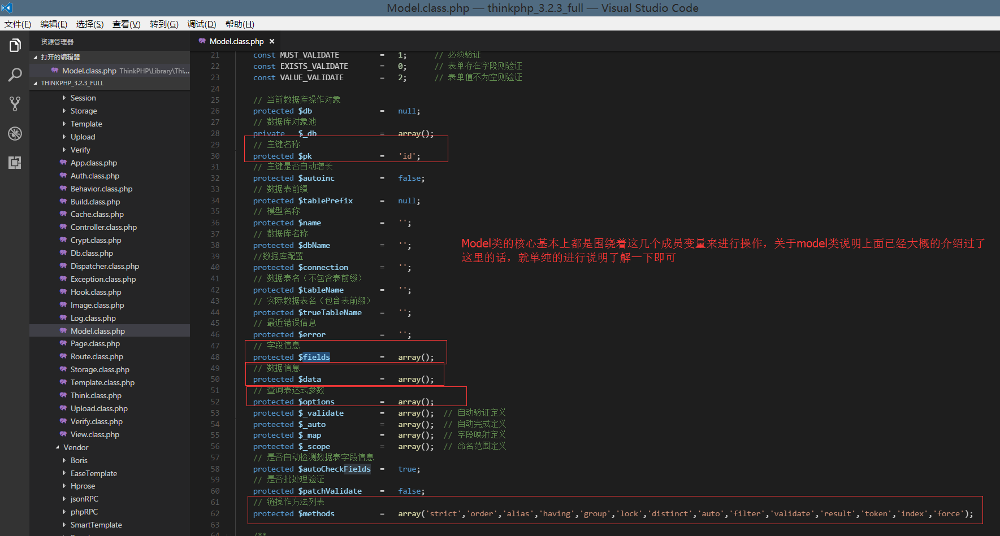 Model.class.php — thinkphp_3.2.3_full — Visual Studio Code
文件(F) 编辑(E) 选择(S) 查看(V) 转到(G) 调试(D) 帮助(H)
资源管理器
打开的编辑器
Model.class.php ThinkPHP\Library\Thi...
THINKPHP_3.2.3_FULL
Session
Storage
Template
Upload
Verify
App.class.php
Auth.class.php
Behavior.class.php
Build.class.php
Cache.class.php
Controller.class.php
Crypt.class.php
Db.class.php
Dispatcher.class.php
Exception.class.php
Hook.class.php
Image.class.php
Log.class.php
Model.class.php
Page.class.php
Route.class.php
Storage.class.php
Template.class.php
Think.class.php
Upload.class.php
Verify.class.php
View.class.php
Vendor
Boris
EaseTemplate
Hprose
jsonRPC
phpRPC
SmartTemplate
Model.class.php ×
21 const MUST_VALIDATE = 1; // 必须验证
22 const EXISTS_VALIDATE = 0; // 表单存在字段则验证
23 const VALUE_VALIDATE = 2; // 表单值不为空则验证
24
25 // 当前数据库操作对象
26 protected $db = null;
27 // 数据库对象池
28 private $_db = array();
29 // 主键名称
30 protected $pk = 'id';
31 // 主键是否自动增长
32 protected $autoinc = false;
33 // 数据表前缀
34 protected $tablePrefix = null;
35 // 模型名称
36 protected $name = '';
37 // 数据库名称
38 protected $dbName = '';
39 //数据库配置
40 protected $connection = '';
41 // 数据表名（不包含表前缀）
42 protected $tableName = '';
43 // 实际数据表名（包含表前缀）
44 protected $trueTableName = '';
45 // 最近错误信息
46 protected $error = '';
47 // 字段信息
48 protected $fields = array();
49 // 数据信息
50 protected $data = array();
51 // 查询表达式参数
52 protected $options = array();
53 protected $_validate = array(); // 自动验证定义
54 protected $_auto = array(); // 自动完成定义
55 protected $_map = array(); // 字段映射定义
56 protected $_scope = array(); // 命名范围定义
57 // 是否自动检测数据表字段信息
58 protected $autoCheckFields = true;
59 // 是否批处理验证
60 protected $patchValidate = false;
61 // 链操作方法列表
62 protected $methods = array('strict','order','alias','having','group','lock','distinct','auto','filter','validate','result','token','index','force');
63
64 /**
Model类的核心基本上都是围绕着这几个成员变量来进行操作，关于model类说明上面已经大概的介绍过了
这里的话，就单纯的进行说明了解一下即可